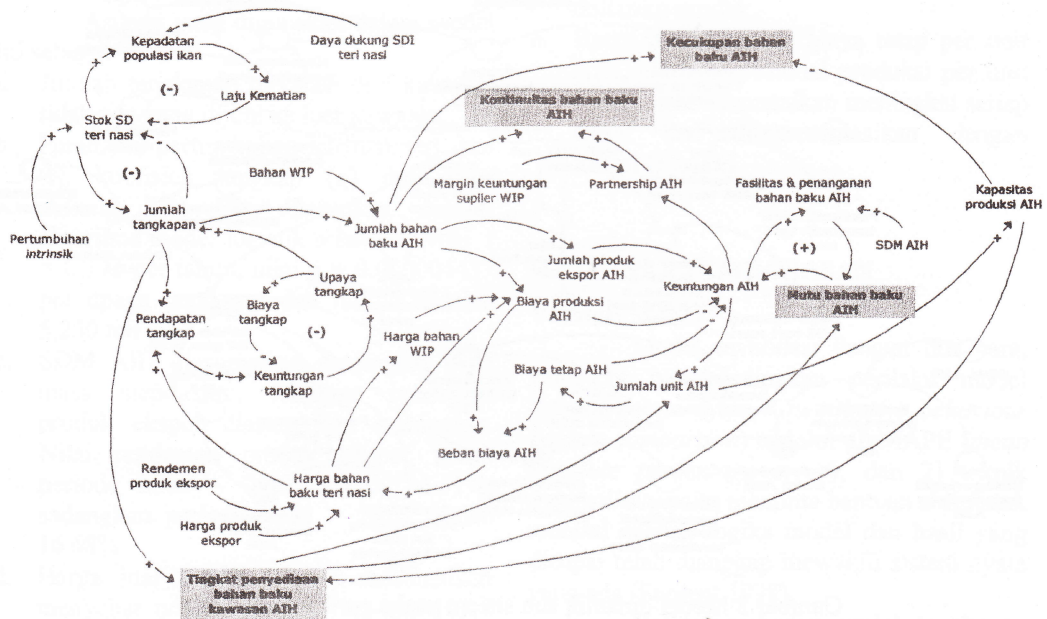 Kepadatan
populasi ikan
Daya dukung SDI
teri nasi
Kecukupan bahan
baku AIH
(-)
Laju Kematian
Kontinuitas bahan baku
AIH
Stok SD
teri nasi
(-)
Bahan WIP
Margin keuntungan
suplier WIP
Partnership AIH
Fasilitas & penanganan
bahan baku AIH
Kapasitas
produksi AIH
Jumlah
tangkapan
Jumlah bahan
baku AIH
(+)
SDM AIH
Pertumbuhan
intrinsik
Jumlah produk
ekspor AIH
Upaya
tangkap
Keuntungan AIH
Biaya
tangkap
Biaya produksi
AIH
Mutu bahan baku
AIH
Pendapatan
tangkap
(-)
Harga bahan
WIP
Keuntungan
tangkap
Biaya tetap AIH
Jumlah unit AIH
Beban biaya AIH
Rendemen
produk ekspor
Harga bahan
baku teri nasi
Harga produk
ekspor
Tingkat penyediaan
bahan baku
kawasan AIH